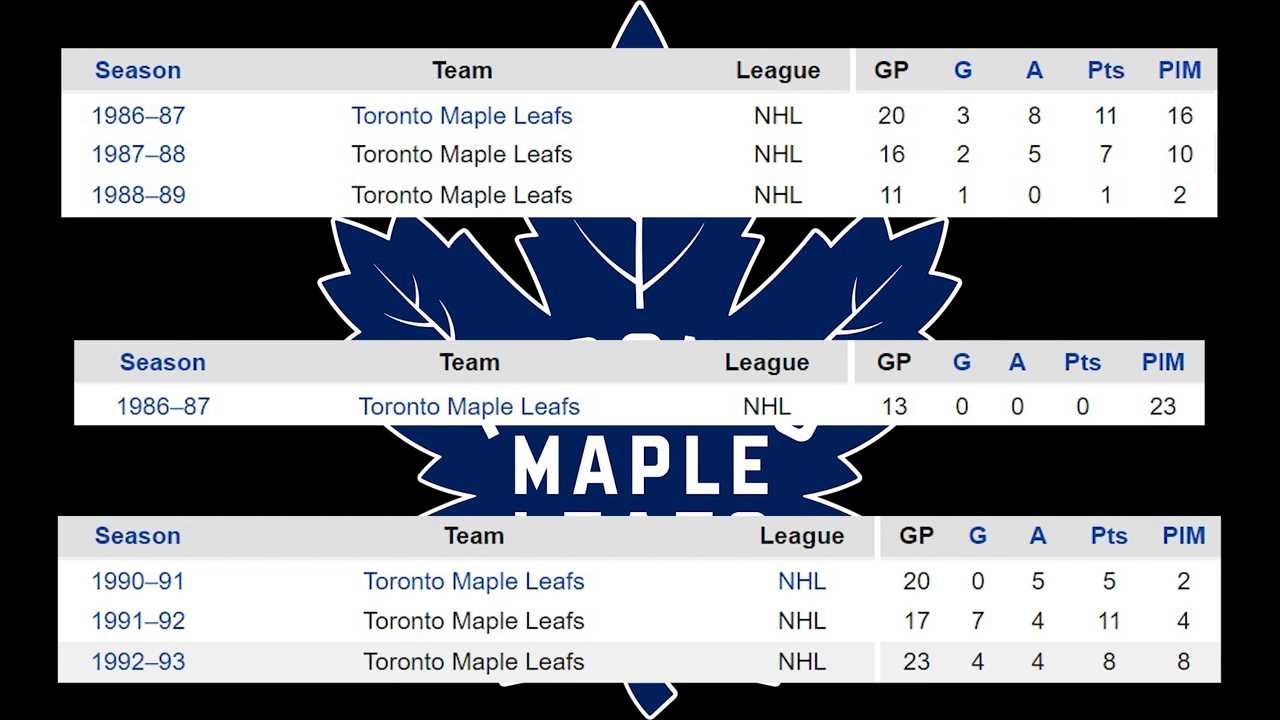 Season Team League GP G A Pts PIM
1986–87 Toronto Maple Leafs NHL 20 3 8 11 16
1987–88 Toronto Maple Leafs NHL 16 2 5 7 10
1988–89 Toronto Maple Leafs NHL 11 1 0 1 2
Season Team League GP G A Pts PIM
1986–87 Toronto Maple Leafs NHL 13 0 0 0 23
MAPLE
Season Team League GP G A Pts PIM
1990–91 Toronto Maple Leafs NHL 20 0 5 5 2
1991–92 Toronto Maple Leafs NHL 17 7 4 11 4
1992–93 Toronto Maple Leafs NHL 23 4 4 8 8